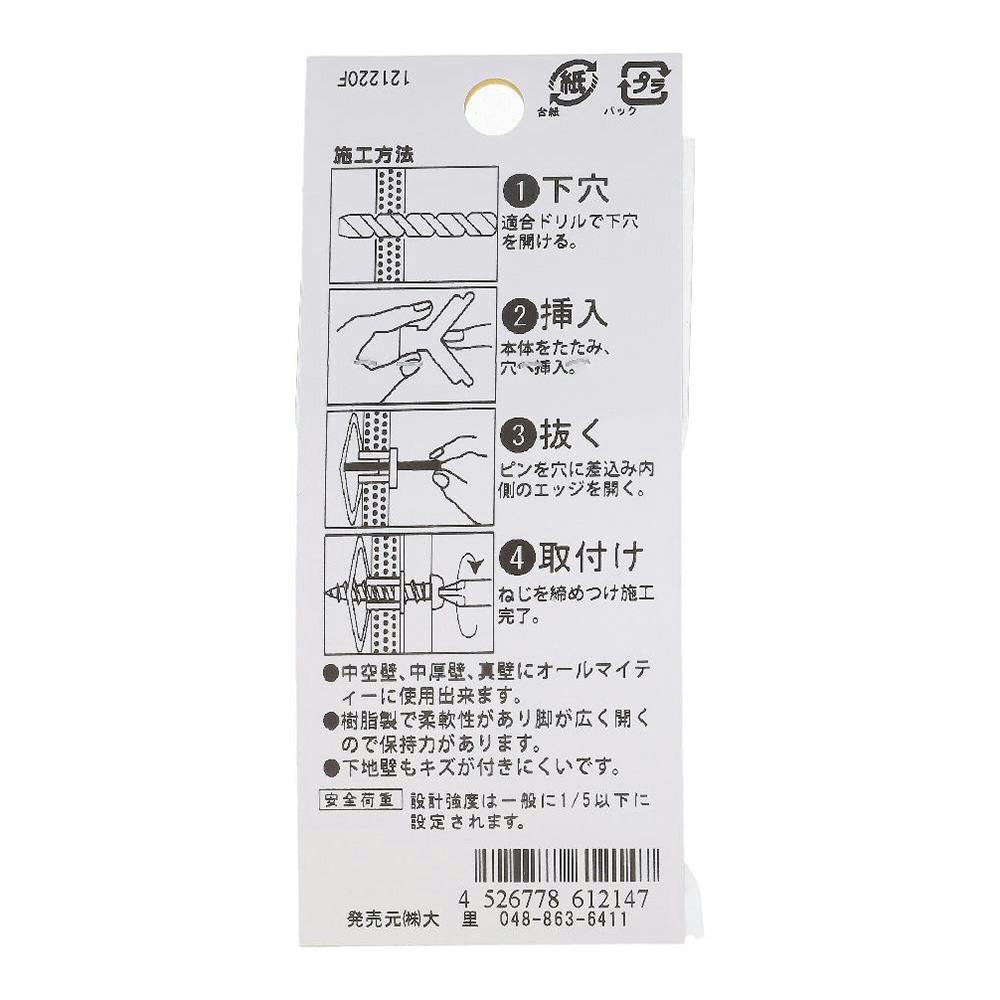 121220F
紙
プラ
台紙
パック
施工方法
1 下穴
適合ドリルで下穴
を開ける。
2 挿入
本体をたたみ、
穴へ挿入。
3 抜く
ピンを穴に差込み内
側のエッジを開く。
4 取付け
ねじを締めつけ施工
完了。
●中空壁、中厚壁、真壁にオールマイテ
ィーに使用出来ます。
●樹脂製で柔軟性があり脚が広く開く
ので保持力があります。
●下地壁もキズが付きにくいです。
安全荷重 設計強度は一般に1/5以下に
設定されます。
4 526778 612147
発売元㈱大 里 048-863-6411